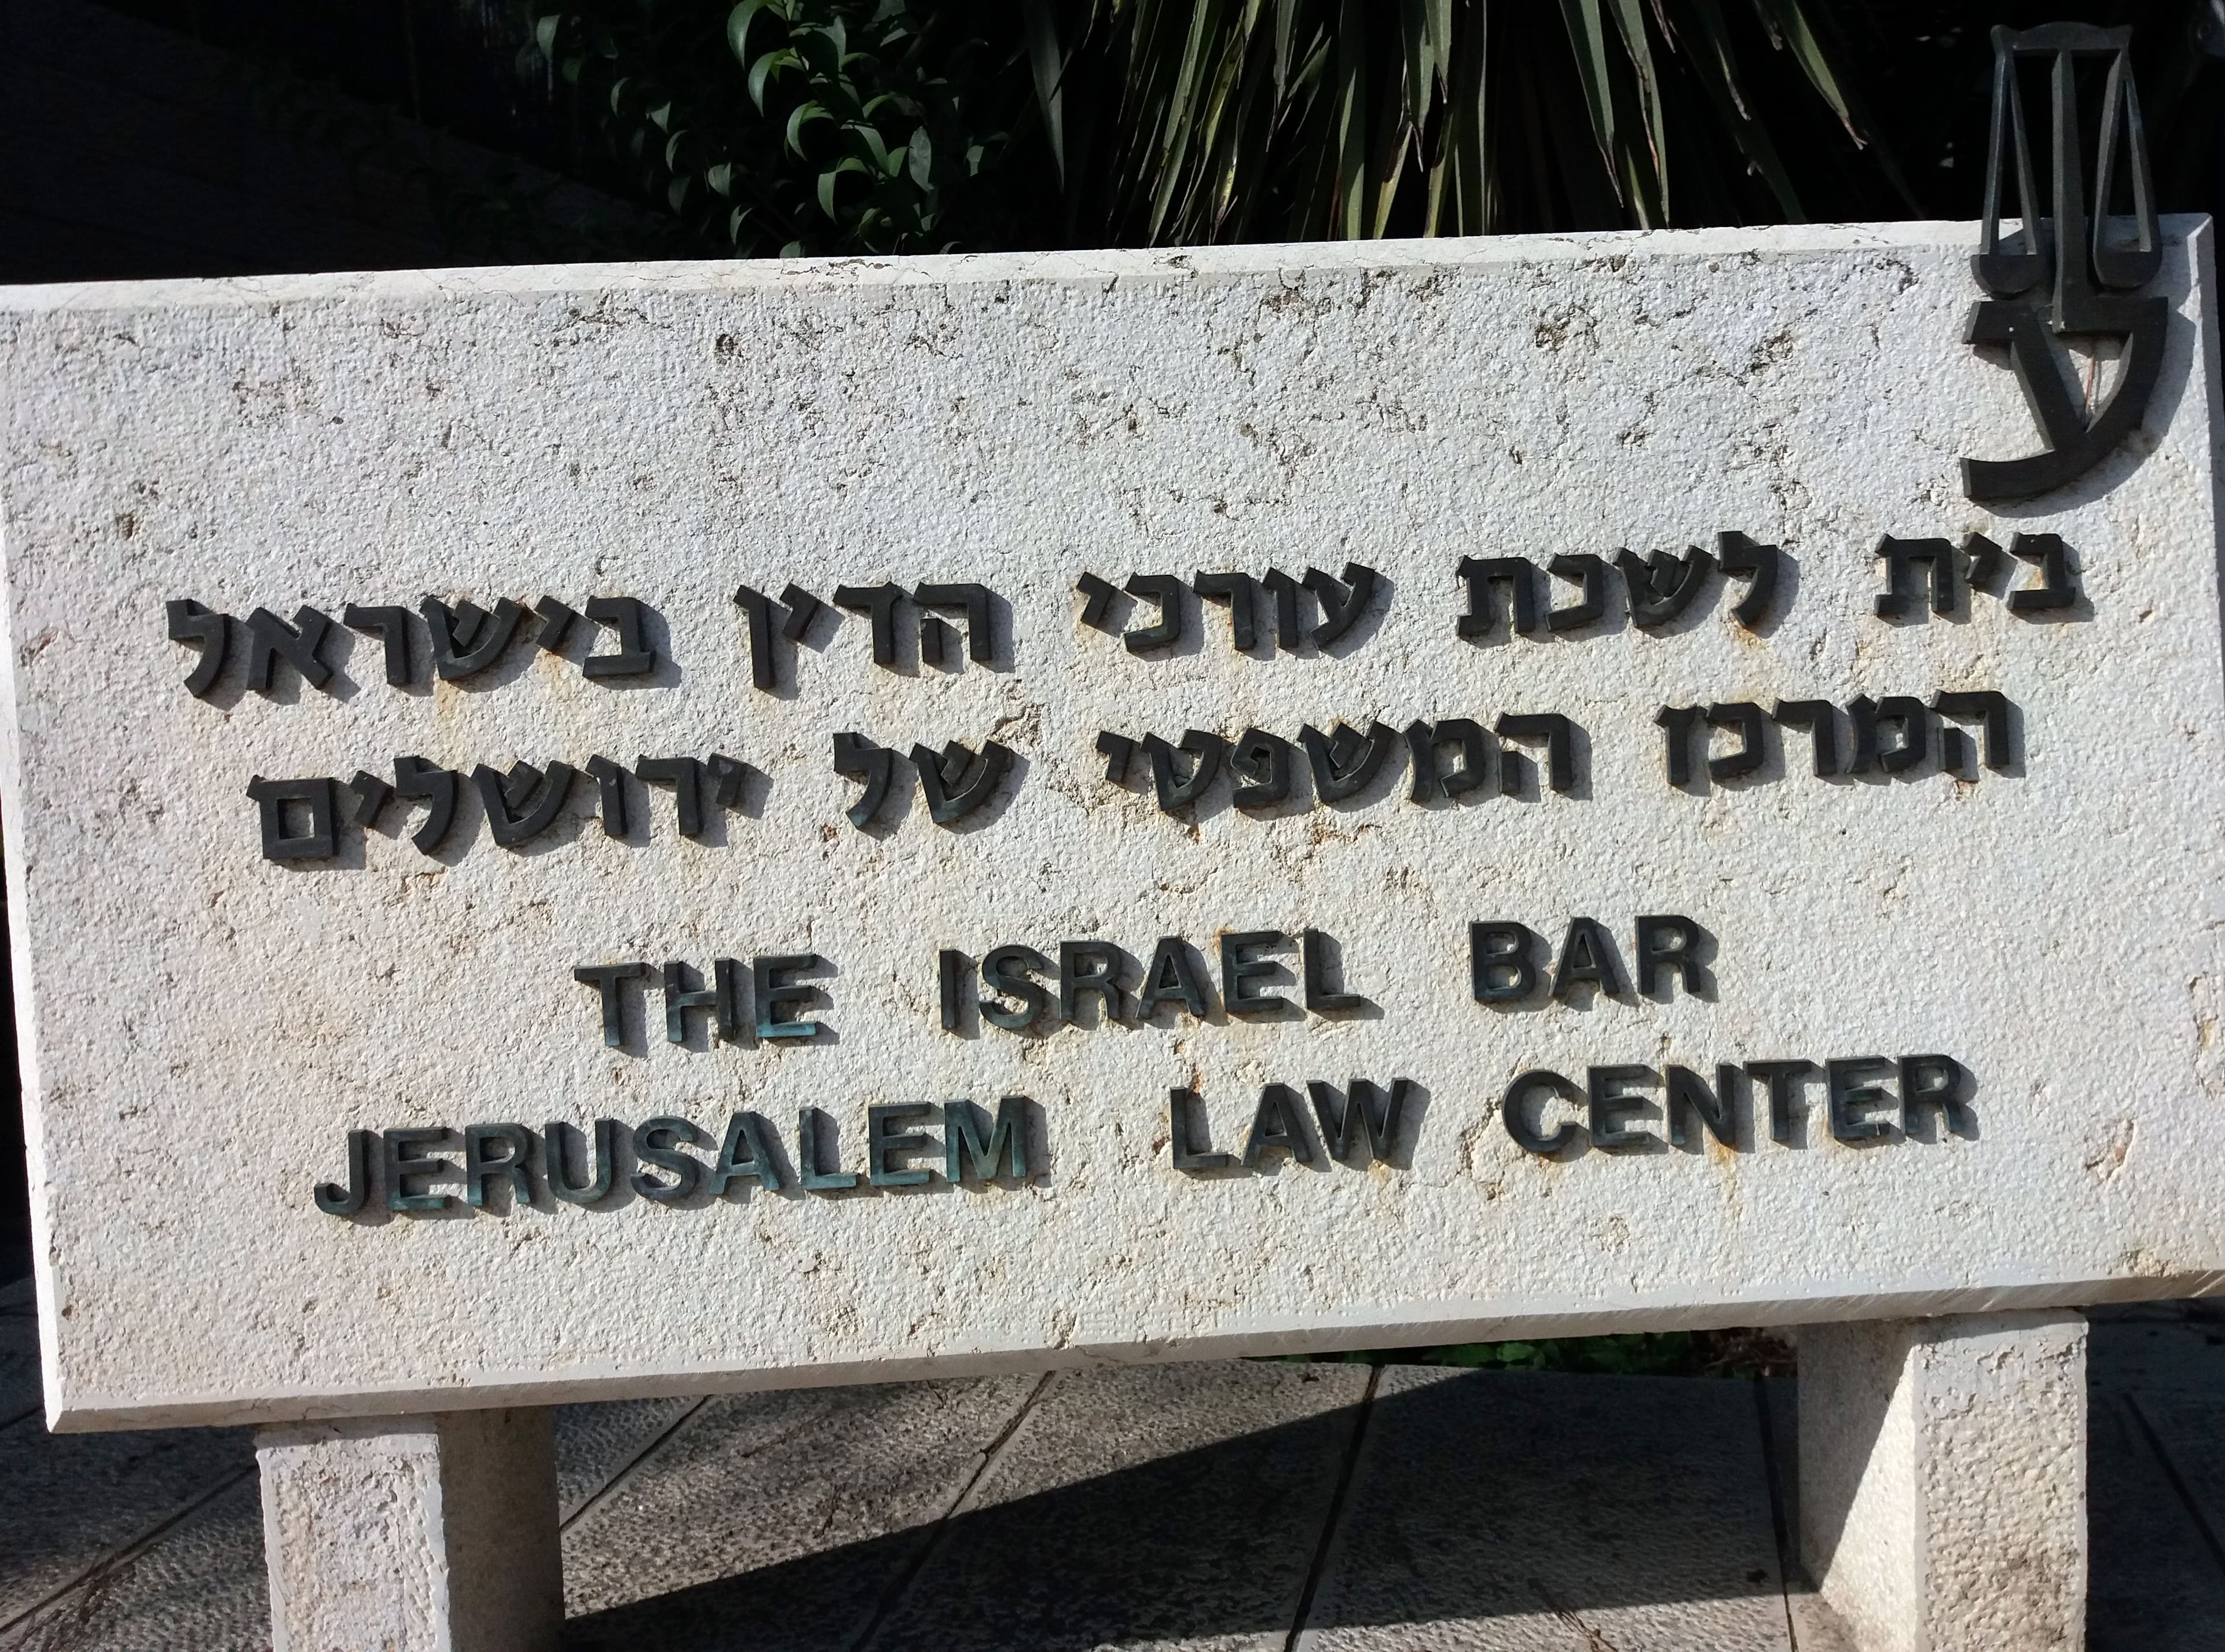 בית לשכת עורכי הדין בישראל
המרכז המשפטי של ירושלים
THE ISRAEL BAR
JERUSALEM LAW CENTER